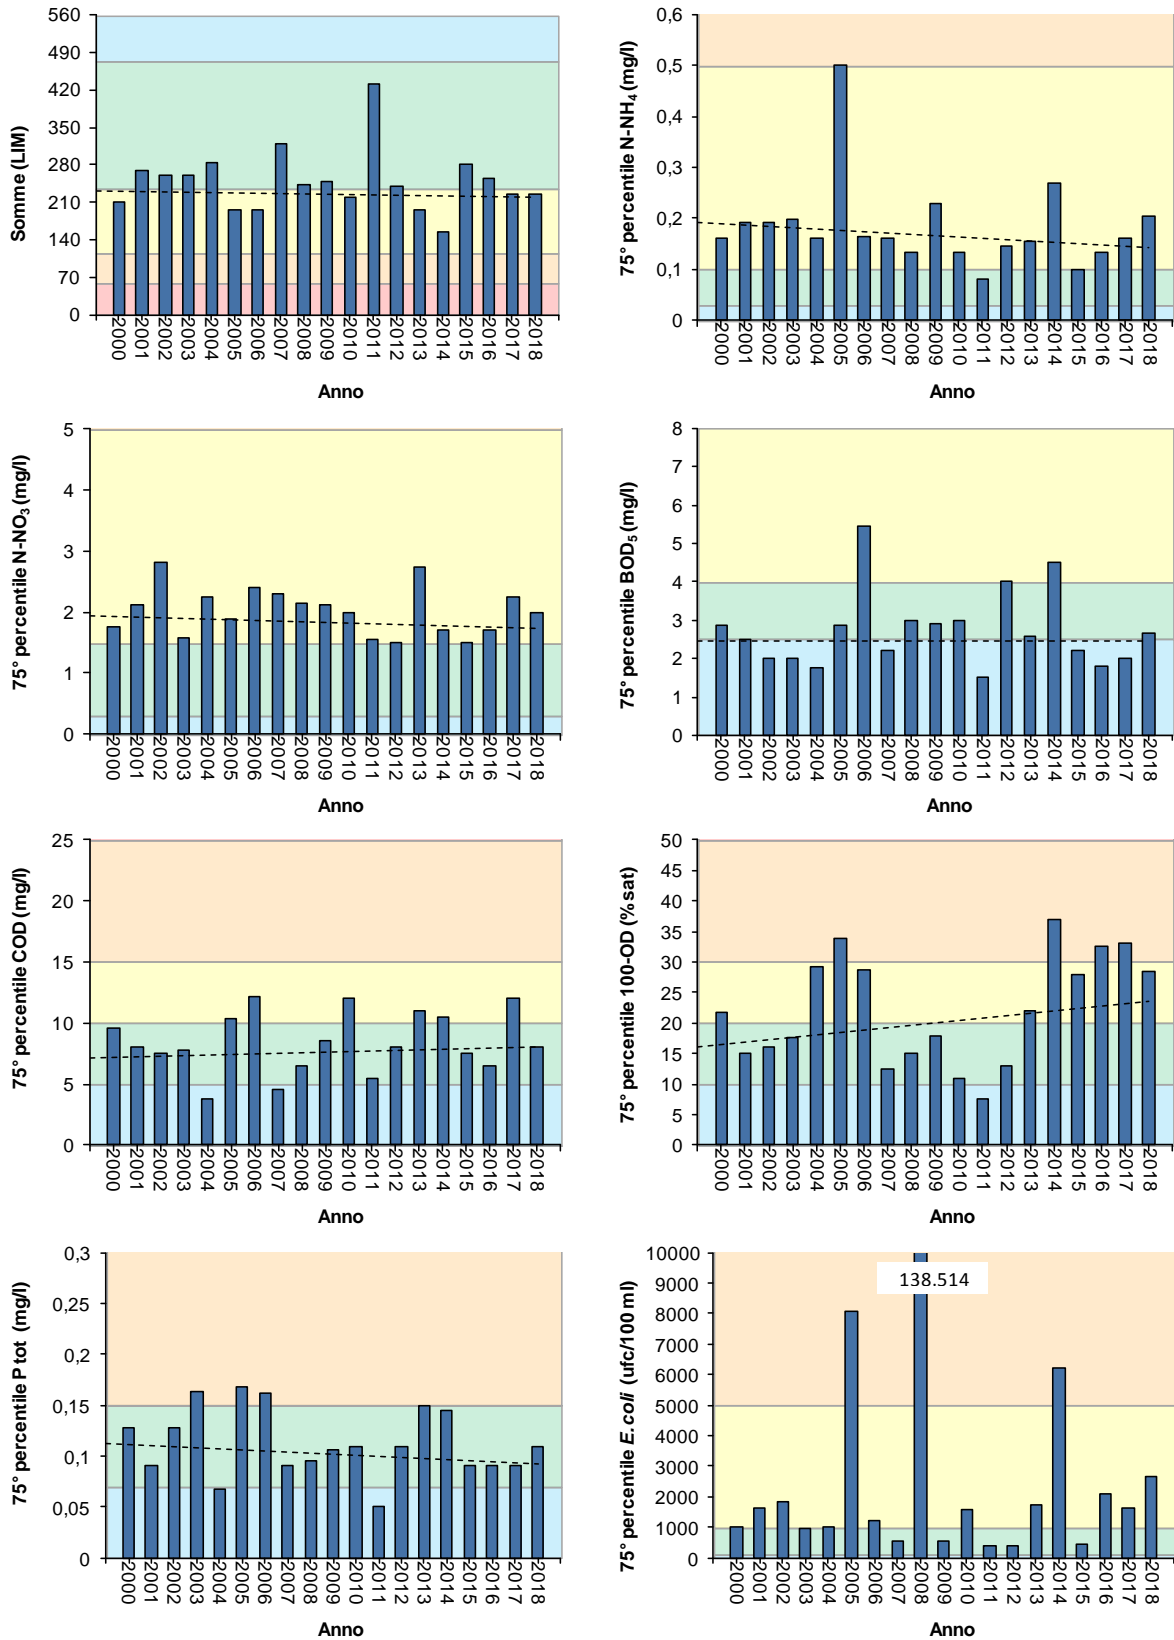 560
490
420
350
280
210
140
70
0
Somme (LIM)
2000 2001 2002 2003 2004 2005 2006 2007 2008 2009 2010 2011 2012 2013 2014 2015 2016 2017 2018
Anno
0,6
0,5
0,4
0,3
0,2
0,1
0
75° percentile N-NH4 (mg/l)
2000 2001 2002 2003 2004 2005 2006 2007 2008 2009 2010 2011 2012 2013 2014 2015 2016 2017 2018
Anno
5
4
3
2
1
0
75° percentile N-NO3 (mg/l)
2000 2001 2002 2003 2004 2005 2006 2007 2008 2009 2010 2011 2012 2013 2014 2015 2016 2017 2018
Anno
8
7
6
5
4
3
2
1
0
75° percentile BOD5 (mg/l)
2000 2001 2002 2003 2004 2005 2006 2007 2008 2009 2010 2011 2012 2013 2014 2015 2016 2017 2018
Anno
25
20
15
10
5
0
75° percentile COD (mg/l)
2000 2001 2002 2003 2004 2005 2006 2007 2008 2009 2010 2011 2012 2013 2014 2015 2016 2017 2018
Anno
50
45
40
35
30
25
20
15
10
5
0
75° percentile 100-OD (%sat)
2000 2001 2002 2003 2004 2005 2006 2007 2008 2009 2010 2011 2012 2013 2014 2015 2016 2017 2018
Anno
0,3
0,25
0,2
0,15
0,1
0,05
0
75° percentile P tot (mg/l)
2000 2001 2002 2003 2004 2005 2006 2007 2008 2009 2010 2011 2012 2013 2014 2015 2016 2017 2018
Anno
10000
9000
8000
7000
6000
5000
4000
3000
2000
1000
0
75° percentile E.coli (ufc/100 ml)
138.514
2000 2001 2002 2003 2004 2005 2006 2007 2008 2009 2010 2011 2012 2013 2014 2015 2016 2017 2018
Anno